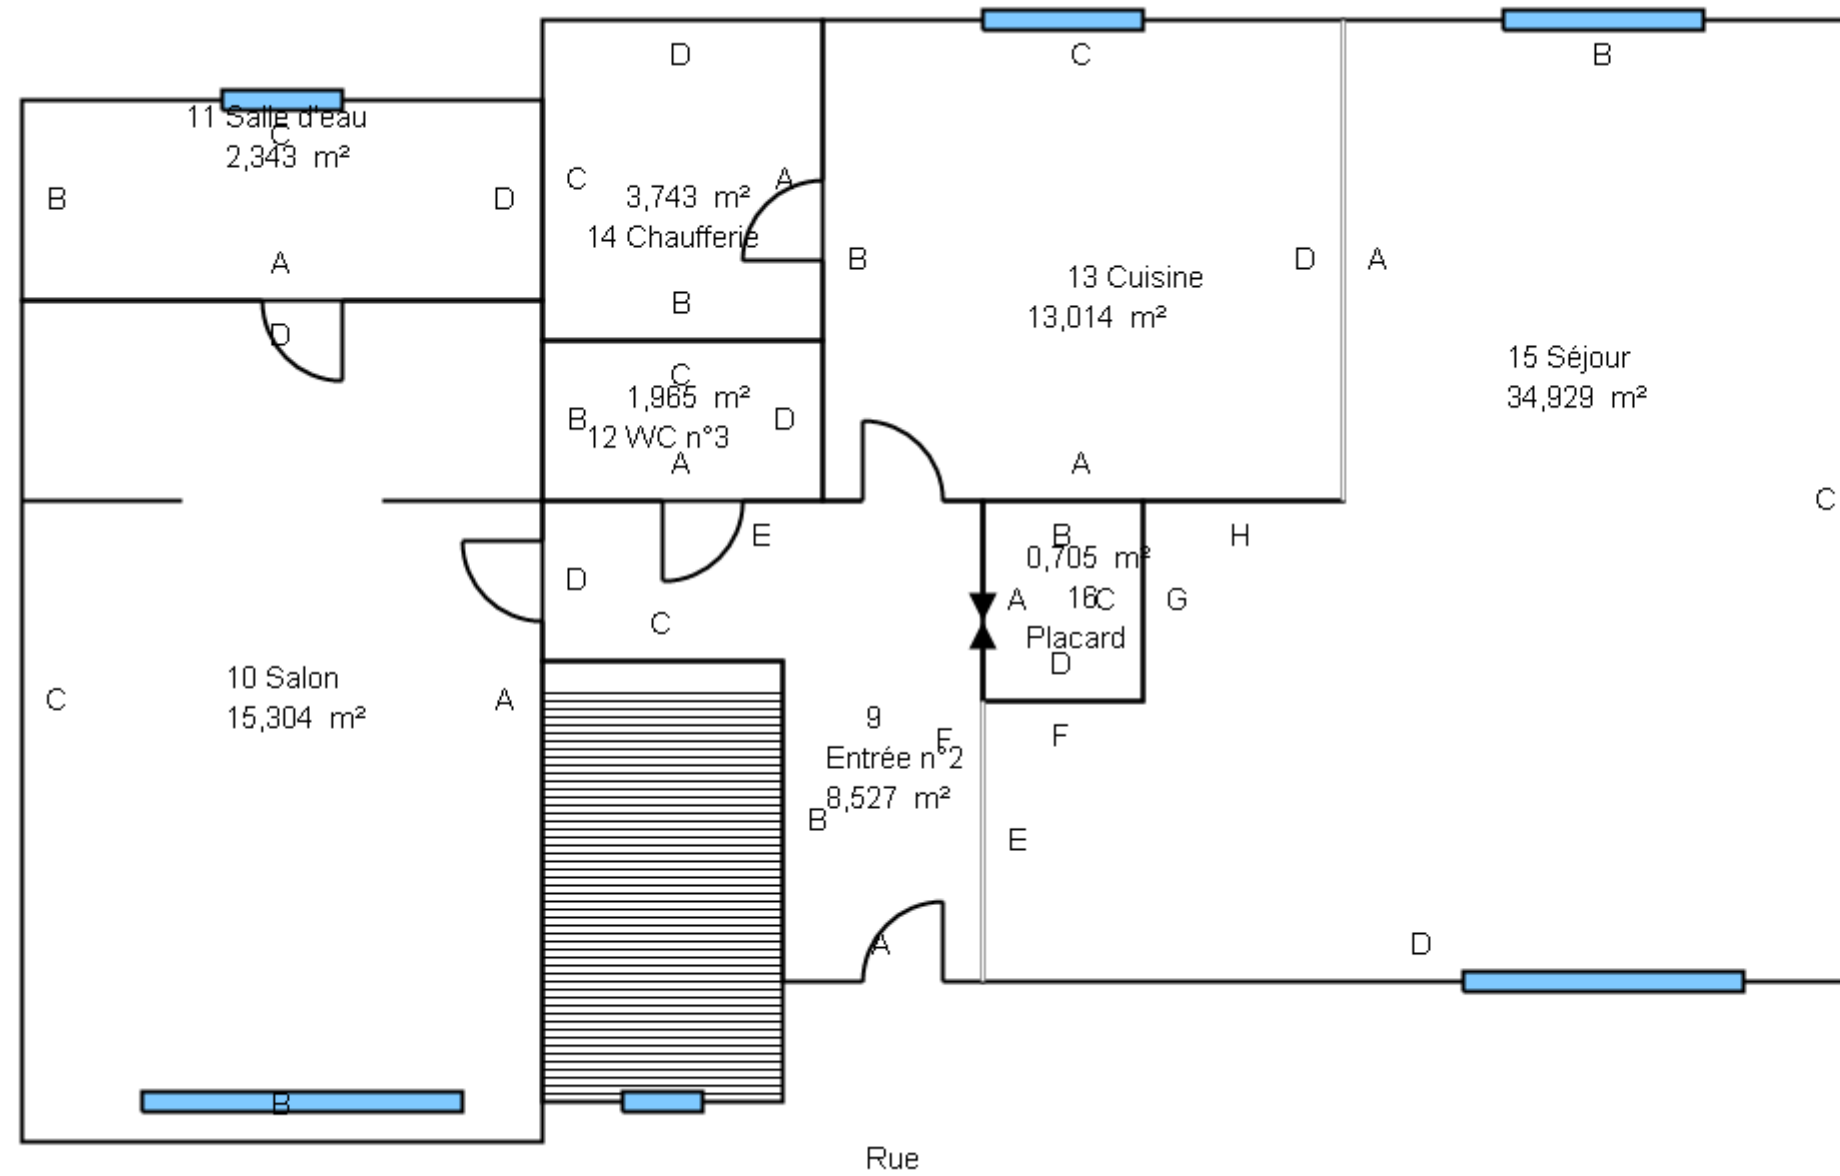 D
C
B
11 Salle d'eau
C
2,343 m²
B
D
A
C
A
3,743 m²
14 Chaufferie
B
B
D
A
13 Cuisine
13,014 m²
D
C
1,965 m²
B
D
12 WC n°3
A
A
15 Séjour
34,929 m²
C
E
B
H
0,705 m²
D
A
16
C
G
C
Placard
D
10 Salon
15,304 m²
C
A
9
E
F
Entrée n°2
8,527 m²
B
E
A
D
B
Rue